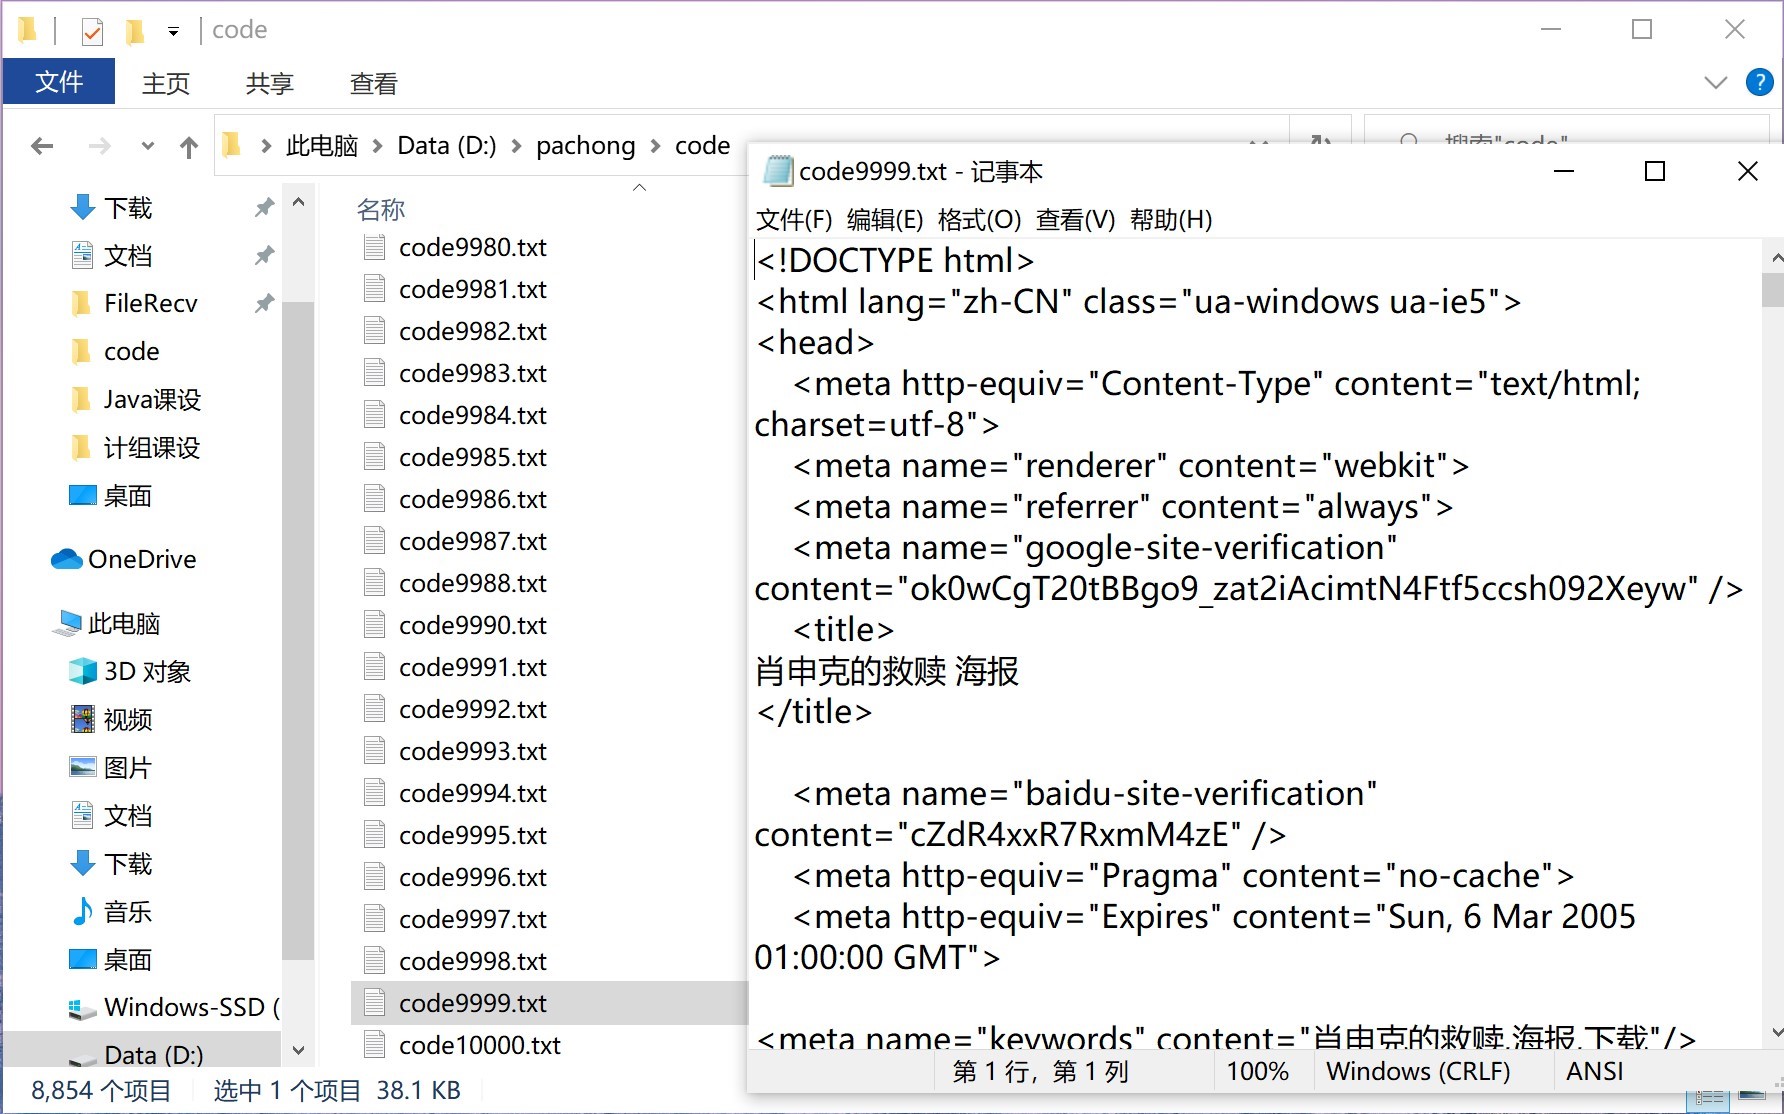 code
文件 主页 共享 查看
此电脑 Data (D:) pachong code
搜索"code"
下载
文档
FileRecv
code
Java课设
计组课设
桌面
OneDrive
此电脑
3D 对象
视频
图片
文档
下载
音乐
桌面
Windows-SSD (
Data (D:)
名称
code9980.txt
code9981.txt
code9982.txt
code9983.txt
code9984.txt
code9985.txt
code9986.txt
code9987.txt
code9988.txt
code9990.txt
code9991.txt
code9992.txt
code9993.txt
code9994.txt
code9995.txt
code9996.txt
code9997.txt
code9998.txt
code9999.txt
code10000.txt
8,854 个项目 选中 1 个项目 38.1 KB
code9999.txt - 记事本
文件(F) 编辑(E) 格式(O) 查看(V) 帮助(H)
<!DOCTYPE html>
<html lang="zh-CN" class="ua-windows ua-ie5">
<head>
<meta http-equiv="Content-Type" content="text/html;
charset=utf-8">
<meta name="renderer" content="webkit">
<meta name="referrer" content="always">
<meta name="google-site-verification"
content="ok0wCgT20tBBgo9_zat2iAcimtN4Ftf5ccsh092Xeyw" />
<title>
肖申克的救赎 海报
</title>
<meta name="baidu-site-verification"
content="cZdR4xxR7RxmM4zE" />
<meta http-equiv="Pragma" content="no-cache">
<meta http-equiv="Expires" content="Sun, 6 Mar 2005
01:00:00 GMT">
<meta name="keywords" content="肖申克的救赎,海报,下载"/>
第 1 行，第 1 列 100% Windows (CRLF) ANSI